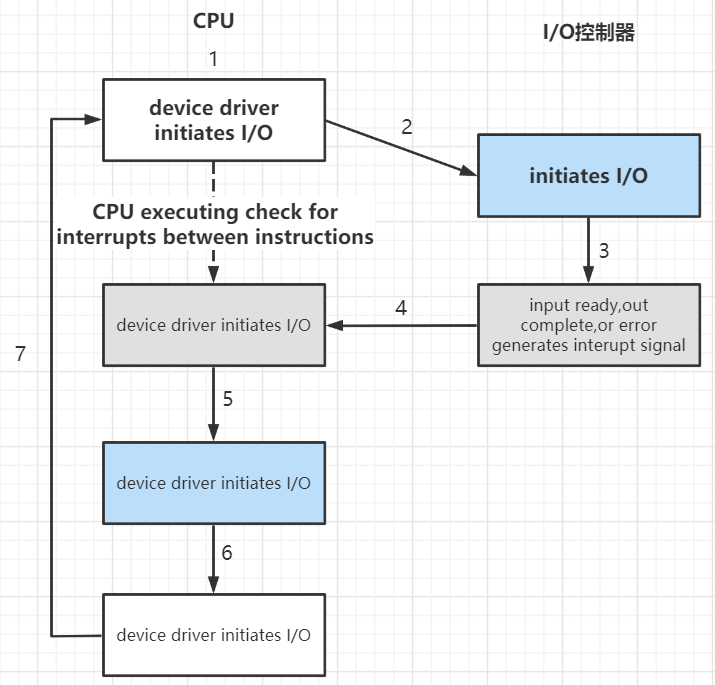 CPU
I/O控制器
1
device driver
initiates I/O
2
initiates I/O
CPU executing check for
interrupts between instructions
3
device driver initiates I/O
4
input ready,out
complete,or error
generates interupt signal
7
5
device driver initiates I/O
6
device driver initiates I/O